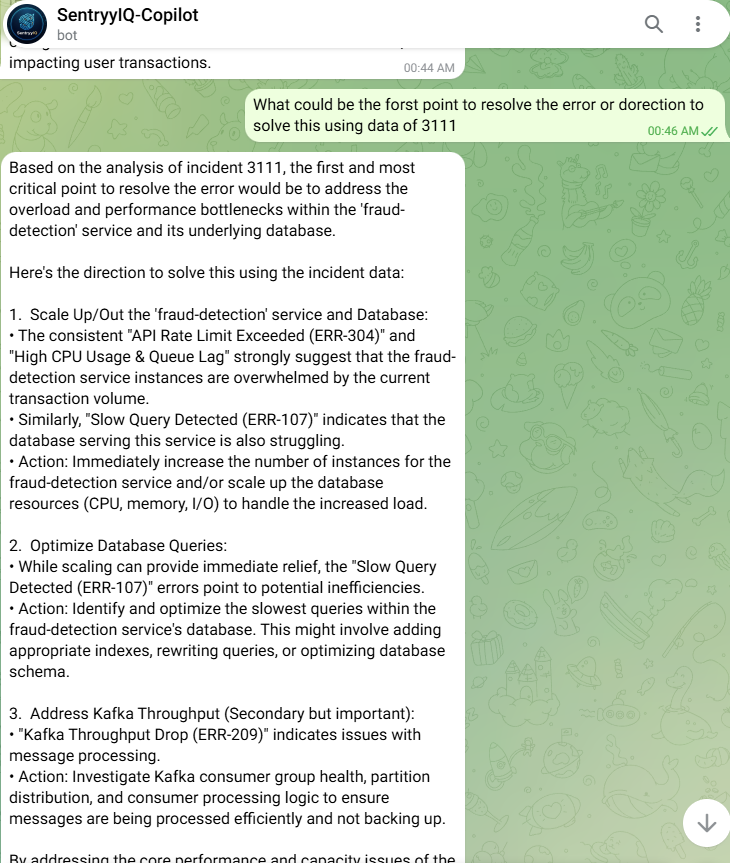 SentryyIQ-Copilot
bot
impacting user transactions.
00:44 AM
What could be the forst point to resolve the error or dorection to
solve this using data of 3111
00:46 AM
Based on the analysis of incident 3111, the first and most
critical point to resolve the error would be to address the
overload and performance bottlenecks within the 'fraud-
detection' service and its underlying database.
Here's the direction to solve this using the incident data:
1. Scale Up/Out the 'fraud-detection' service and Database:
• The consistent "API Rate Limit Exceeded (ERR-304)" and
"High CPU Usage & Queue Lag" strongly suggest that the fraud-
detection service instances are overwhelmed by the current
transaction volume.
• Similarly, "Slow Query Detected (ERR-107)" indicates that the
database serving this service is also struggling.
• Action: Immediately increase the number of instances for the
fraud-detection service and/or scale up the database
resources (CPU, memory, I/O) to handle the increased load.
2. Optimize Database Queries:
• While scaling can provide immediate relief, the "Slow Query
Detected (ERR-107)" errors point to potential inefficiencies.
• Action: Identify and optimize the slowest queries within the
fraud-detection service's database. This might involve adding
appropriate indexes, rewriting queries, or optimizing database
schema.
3. Address Kafka Throughput (Secondary but important):
• "Kafka Throughput Drop (ERR-209)" indicates issues with
message processing.
• Action: Investigate Kafka consumer group health, partition
distribution, and consumer processing logic to ensure
messages are being processed efficiently and not backing up.
By addressing the core performance and capacity issues of the